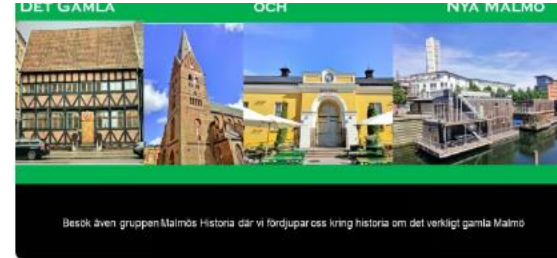 DET GAMLA OCH NYA MALMÖ
Besök även gruppen Malmös Historia där vi fördjupar oss kring historia om det verkligt gamla Malmö